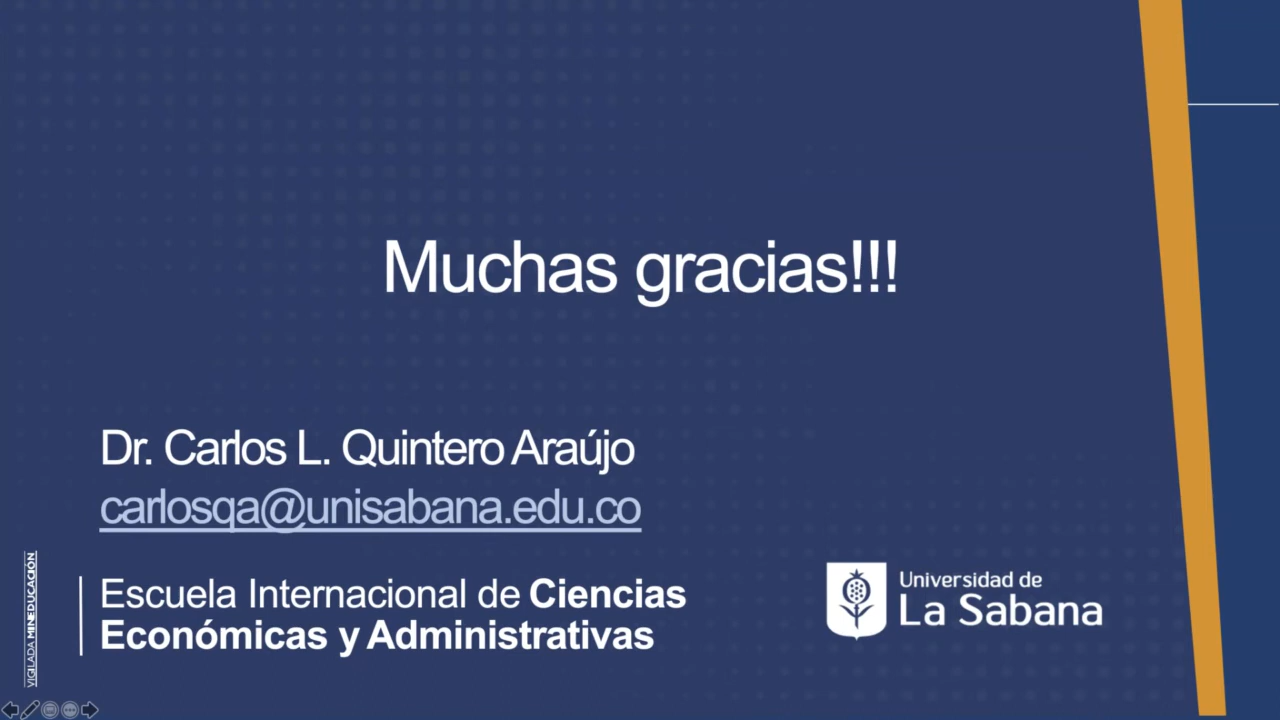 Muchas gracias!!!
Dr. Carlos L. Quintero Araújo
carlosqa@unisabana.edu.co
Escuela Internacional de Ciencias
Económicas y Administrativas
Universidad de
La Sabana
VIGILADA MINEDUCACIÓN